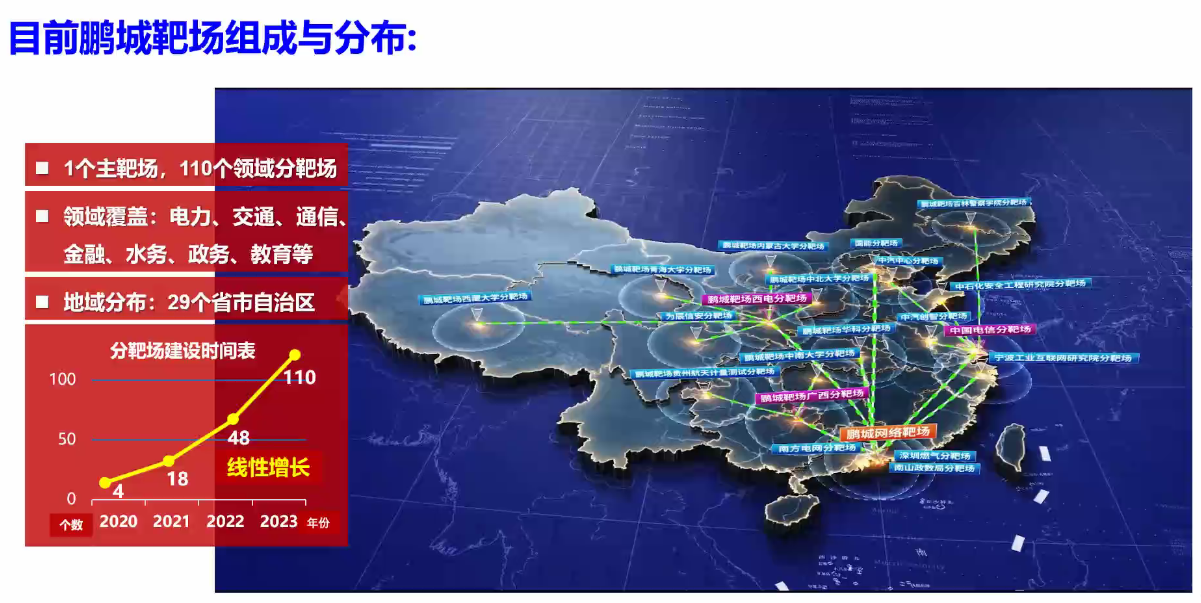 目前鹏城靶场组成与分布:
■ 1个主靶场，110个领域分靶场
■ 领域覆盖：电力、交通、通信、
金融、水务、政务、教育等
■ 地域分布：29个省市自治区
分靶场建设时间表
100
50
0
4
18
48
110
线性增长
个数
2020
2021
2022
2023
年份
鹏城靶场吉林警察学院分靶场
鹏城靶场内蒙古大学分靶场
国能分靶场
中汽中心分靶场
鹏城靶场青海大学分靶场
鹏城靶场中北大学分靶场
中石化安全工程研究院分靶场
鹏城靶场西藏大学分靶场
鹏城靶场西电分靶场
为辰信安分靶场
中汽创智分靶场
鹏城靶场华科分靶场
中国电信分靶场
鹏城靶场中南大学分靶场
宁波工业互联网研究院分靶场
鹏城靶场贵州航天计量测试分靶场
鹏城靶场广西分靶场
鹏城网络靶场
南方电网分靶场
深圳燃气分靶场
南山政数局分靶场